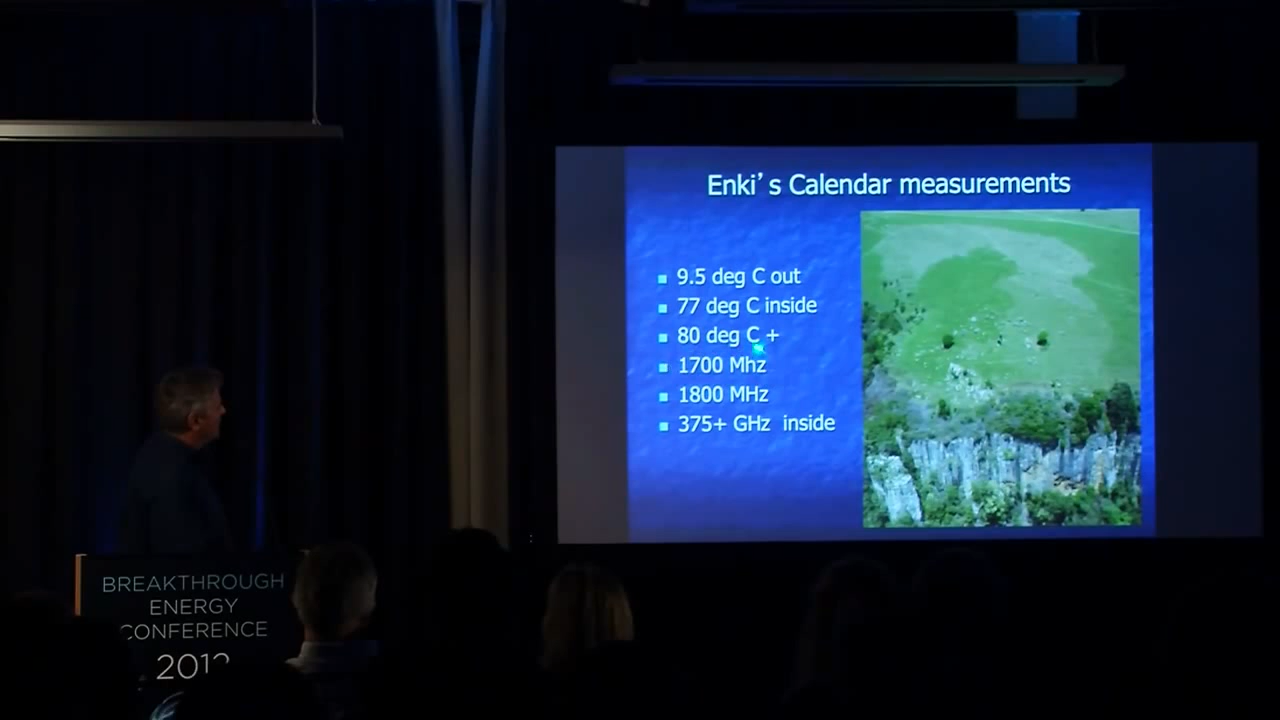 Enki's Calendar measurements
9.5 deg C out
77 deg C inside
80 deg C +
1700 Mhz
1800 MHz
375+ GHz inside
BREAKTHROUGH
ENERGY
CONFERENCE